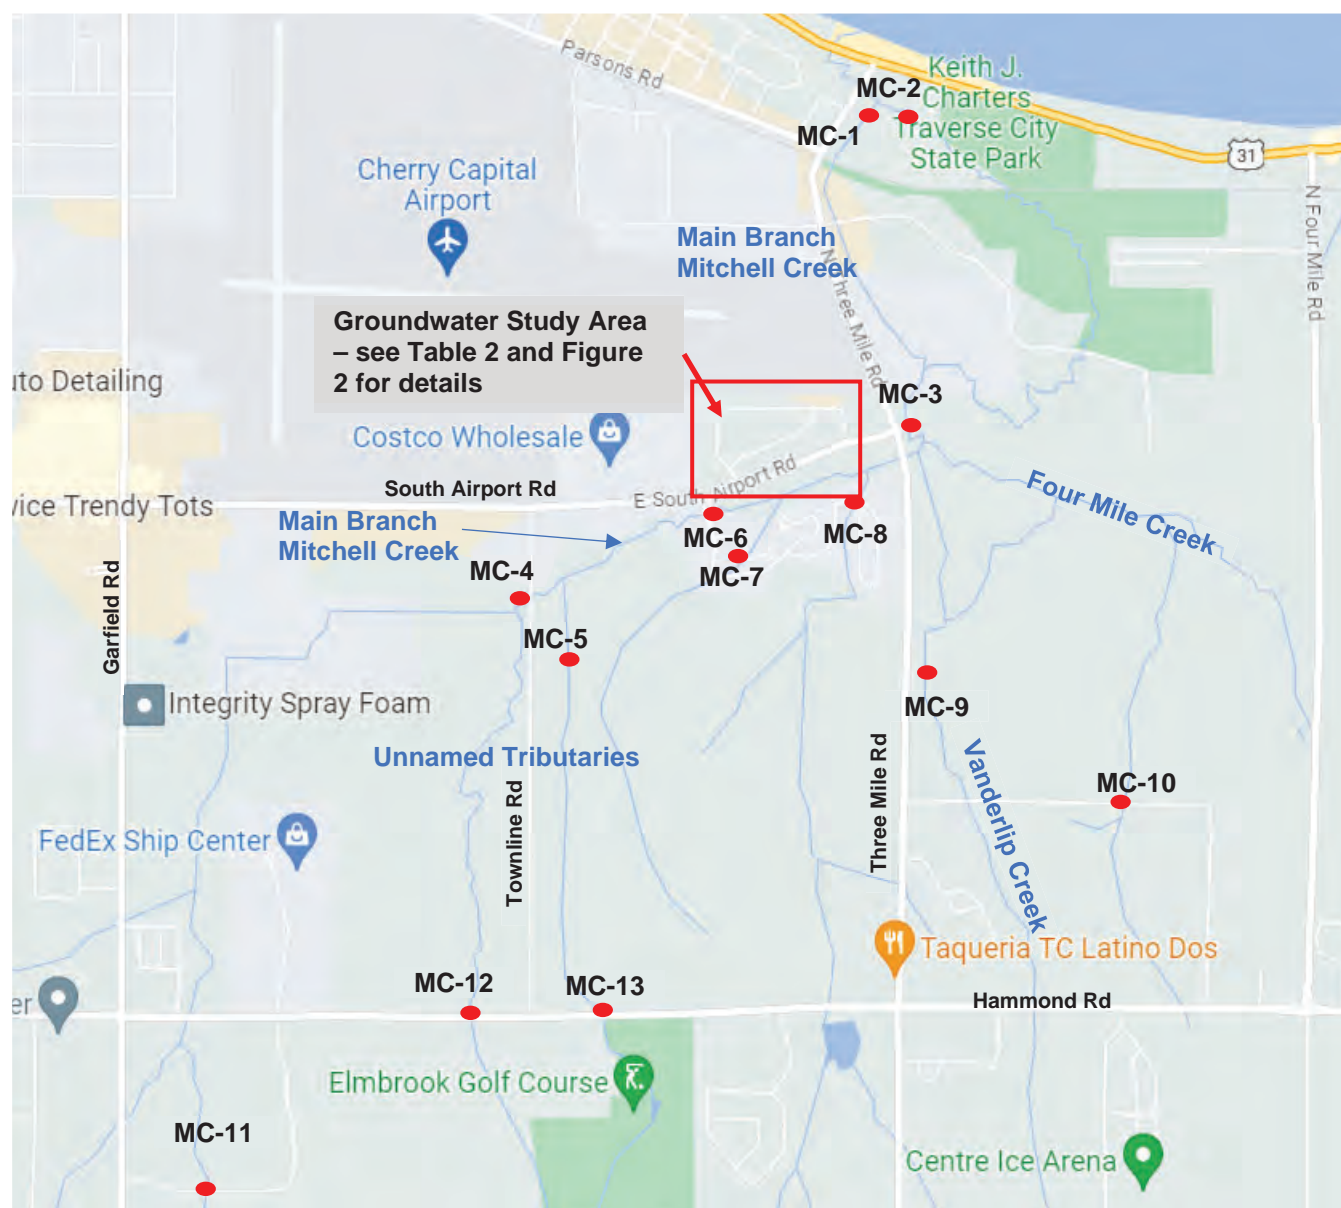 Parsons Rd
MC-2
Keith J.
Charters
Traverse City
State Park
MC-1
31
Cherry Capital
Airport
N Four Mile Rd
Main Branch
Mitchell Creek
N Three Mile Rd
Groundwater Study Area
– see Table 2 and Figure
2 for details
uto Detailing
MC-3
Costco Wholesale
South Airport Rd
E South Airport Rd
Four Mile Creek
vice Trendy Tots
Main Branch
Mitchell Creek
MC-6
MC-8
MC-7
MC-4
Garfield Rd
MC-5
Integrity Spray Foam
MC-9
Unnamed Tributaries
Vanderlip Creek
MC-10
Three Mile Rd
Townline Rd
FedEx Ship Center
Taqueria TC Latino Dos
MC-12
MC-13
Hammond Rd
er
Elmbrook Golf Course
MC-11
Centre Ice Arena